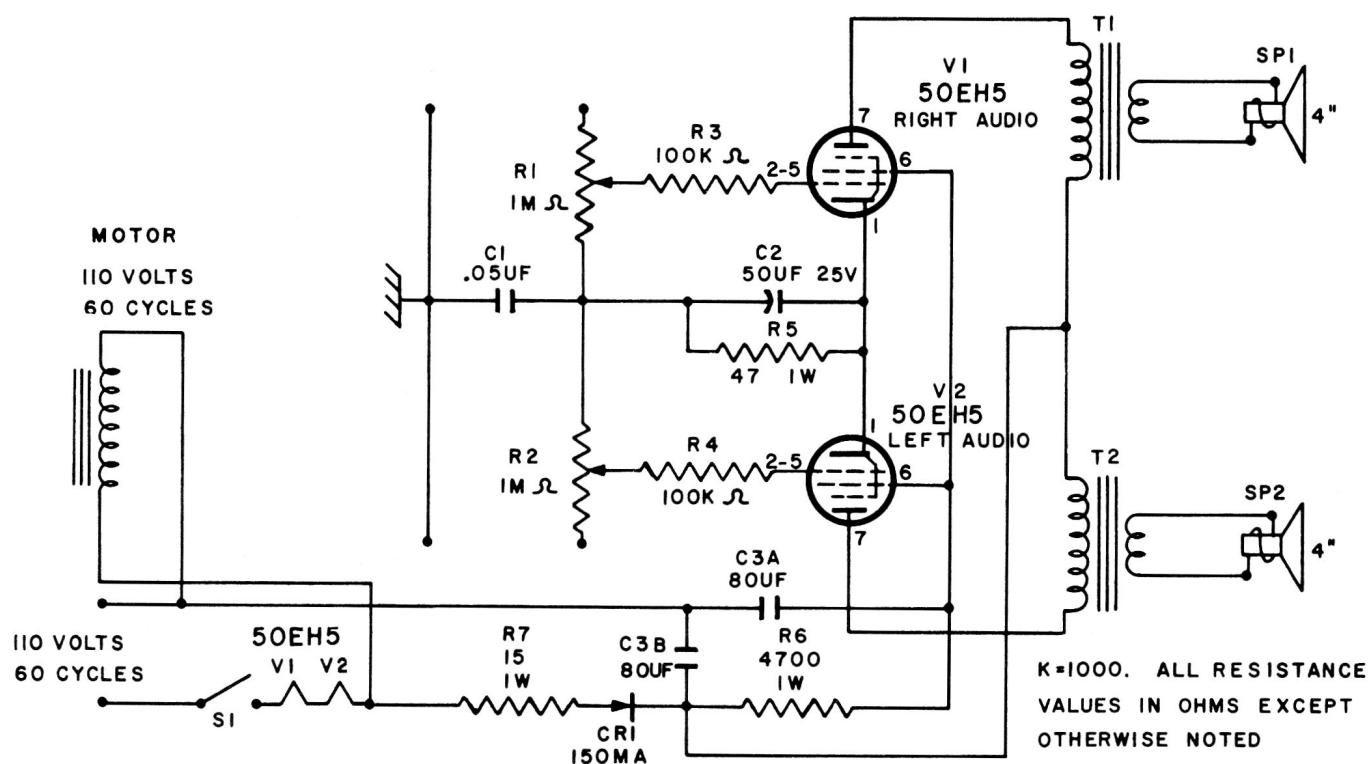 T1
SP1
4"
V1
50EH5
RIGHT AUDIO
7
6
2-5
1
R3
100K Ω
R1
1M Ω
MOTOR
110 VOLTS
60 CYCLES
C1
.05UF
C2
50UF 25V
R5
47 1W
V2
50EH5
LEFT AUDIO
1
6
2-5
7
R4
100K Ω
R2
1M Ω
T2
SP2
4"
C3A
80UF
110 VOLTS
60 CYCLES
50EH5
V1 V2
S1
R7
15
1W
CR1
150MA
C3B
80UF
R6
4700
1W
K=1000. ALL RESISTANCE
VALUES IN OHMS EXCEPT
OTHERWISE NOTED